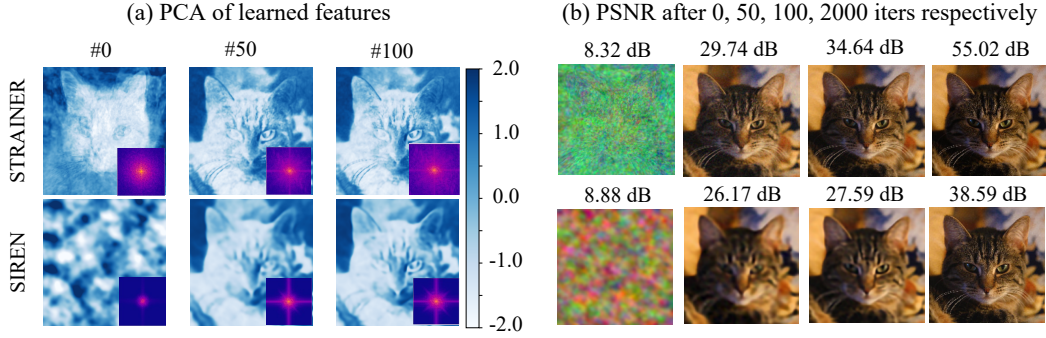 (a) PCA of learned features
(b) PSNR after 0, 50, 100, 2000 iters respectively
#0
#50
#100
8.32 dB
29.74 dB
34.64 dB
55.02 dB
STRAINER
2.0
1.0
0.0
-1.0
-2.0
SIREN
8.88 dB
26.17 dB
27.59 dB
38.59 dB